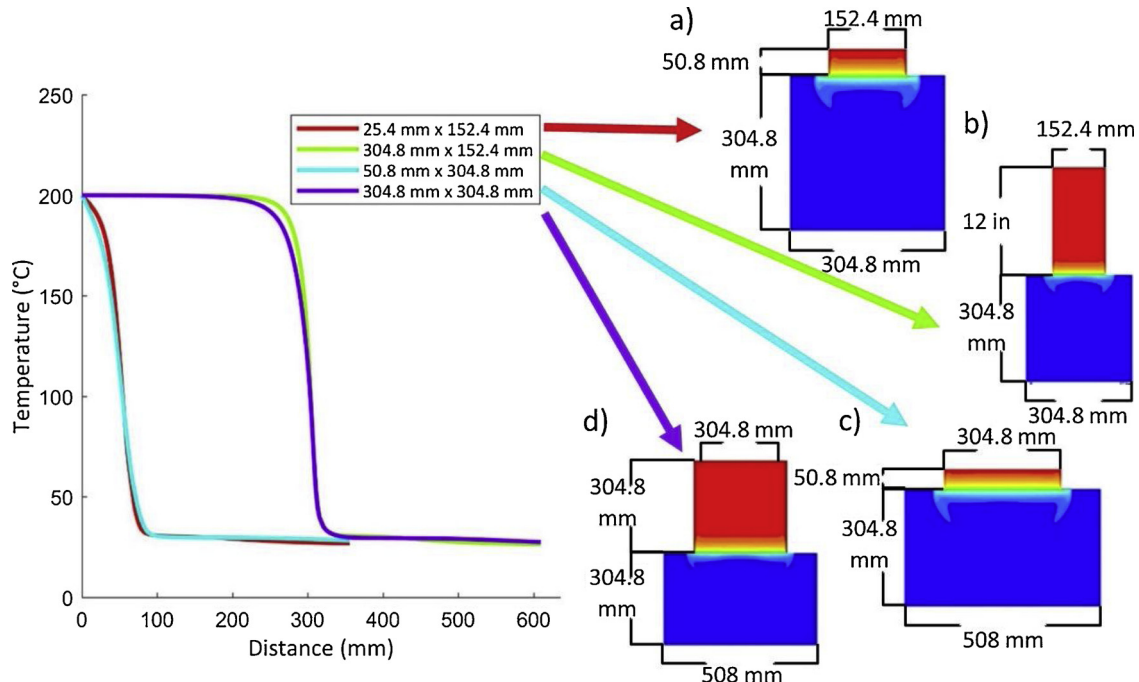 a)
152.4 mm
50.8 mm
304.8
mm
304.8 mm
b)
152.4 mm
12 in
304.8
mm
304.8 mm
c)
304.8 mm
50.8 mm
304.8
mm
508 mm
d)
304.8 mm
304.8
mm
304.8
mm
508 mm
25.4 mm x 152.4 mm
304.8 mm x 152.4 mm
50.8 mm x 304.8 mm
304.8 mm x 304.8 mm
Temperature (°C)
250
200
150
100
50
0
0 100 200 300 400 500 600
Distance (mm)